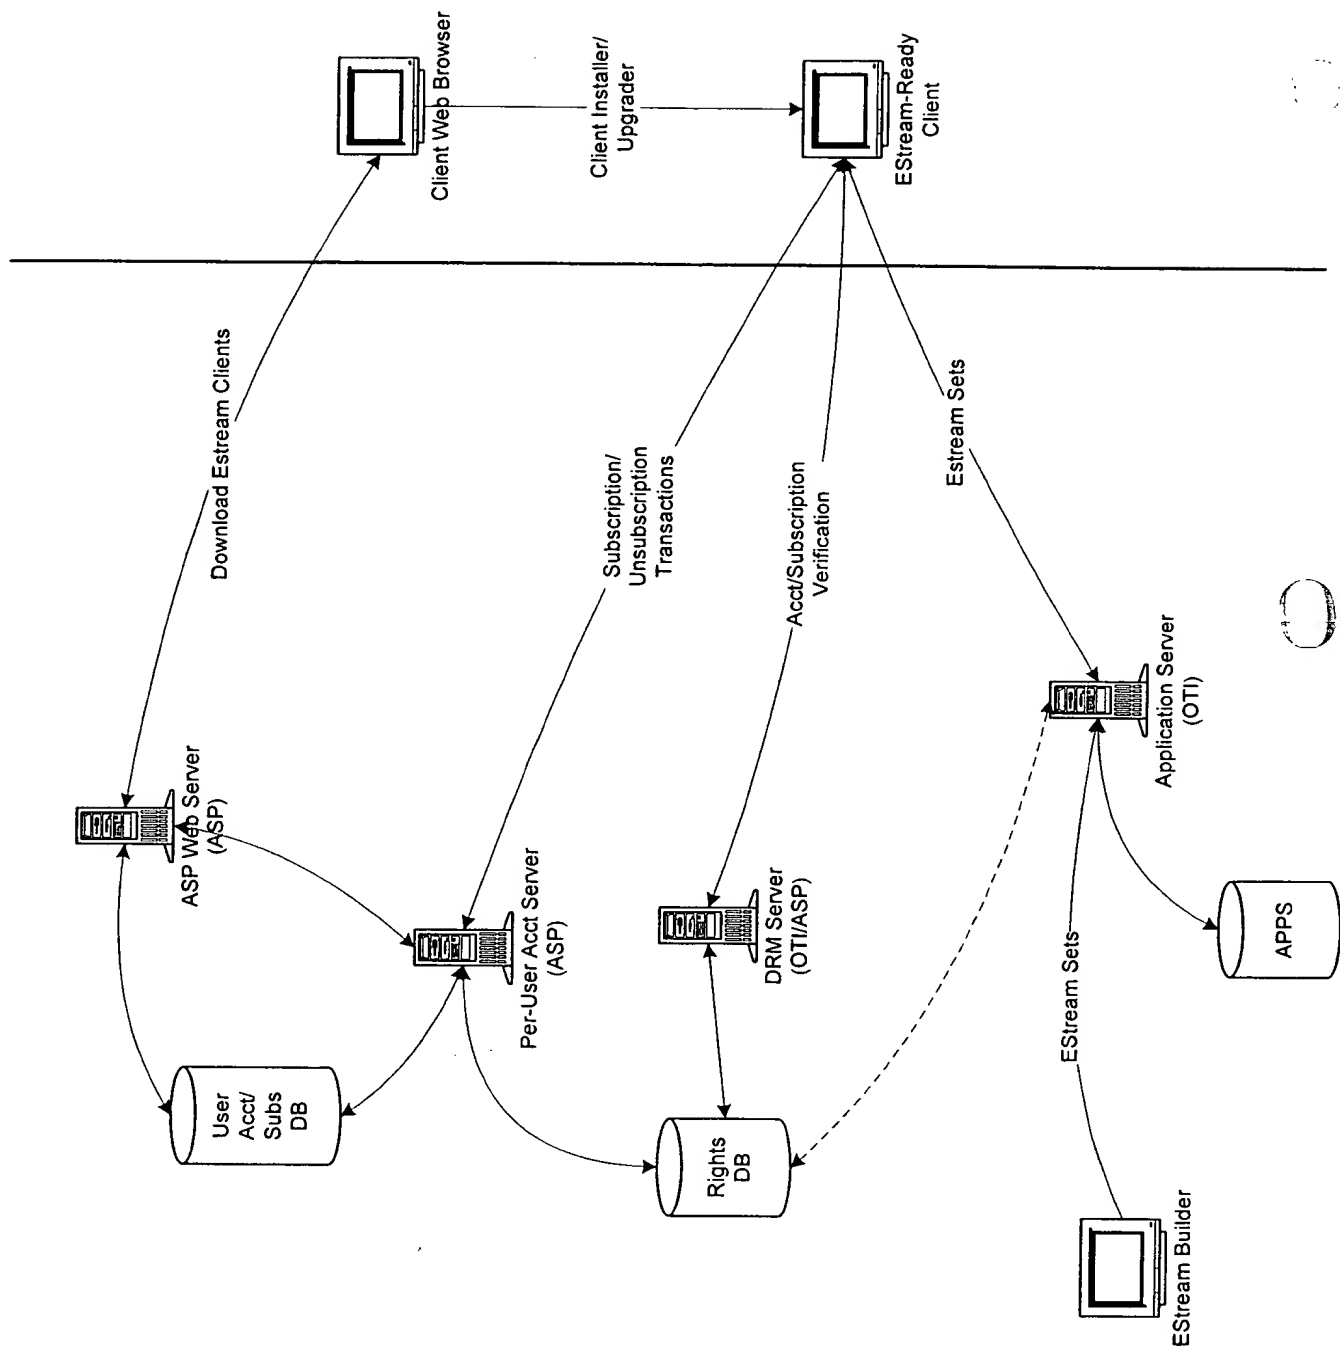 Client Web Browser
Client Installer/
Upgrader
EStream-Ready
Client
Download Estream Clients
Subscription/
Unsubscription
Transactions
Acct/Subscription
Verification
Estream Sets
ASP Web Server
(ASP)
Per-User Acct Server
(ASP)
DRM Server
(OTI/ASP)
Application Server
(OTI)
User
Acct/
Subs
DB
Rights
DB
EStream Sets
APPS
EStream Builder